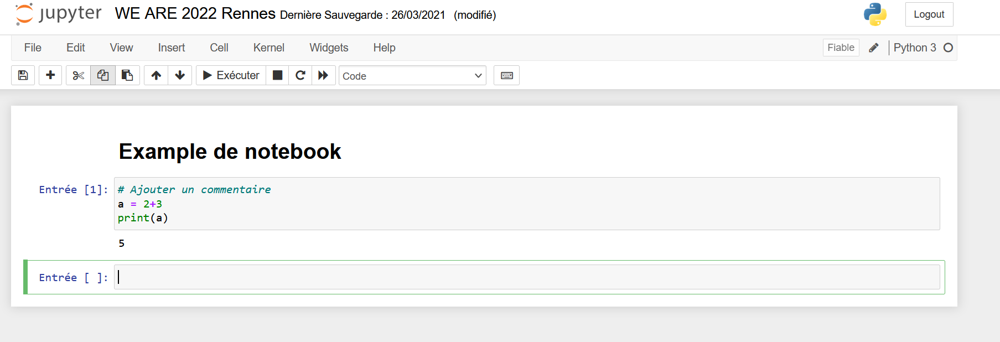 jupyter WE ARE 2022 Rennes Dernière Sauvegarde : 26/03/2021 (modifié) Logout
File Edit View Insert Cell Kernel Widgets Help Fiable Python 3
Exécuter Code
Example de notebook
Entrée [1]: # Ajouter un commentaire
a = 2+3
print(a)
5
Entrée [ ]: